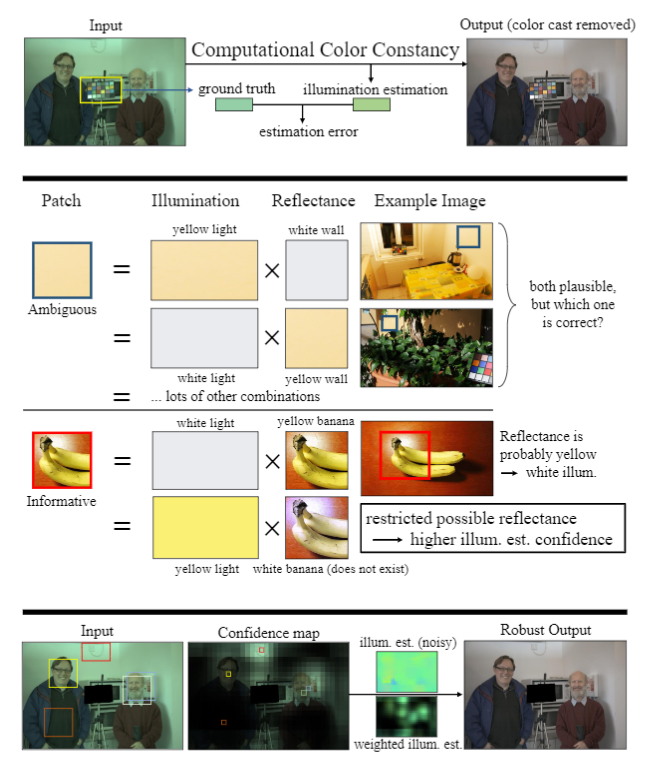 Input
Output (color cast removed)
Computational Color Constancy
ground truth
illumination estimation
estimation error
Patch
Illumination
Reflectance
Example Image
yellow light
white wall
Ambiguous
=
×
both plausible,
but which one
is correct?
=
×
white light
yellow wall
= ... lots of other combinations
white light
yellow banana
Informative
=
×
Reflectance is
probably yellow
→ white illum.
=
×
restricted possible reflectance
→ higher illum. est. confidence
yellow light
white banana (does not exist)
Input
Confidence map
illum. est. (noisy)
Robust Output
weighted illum. est.